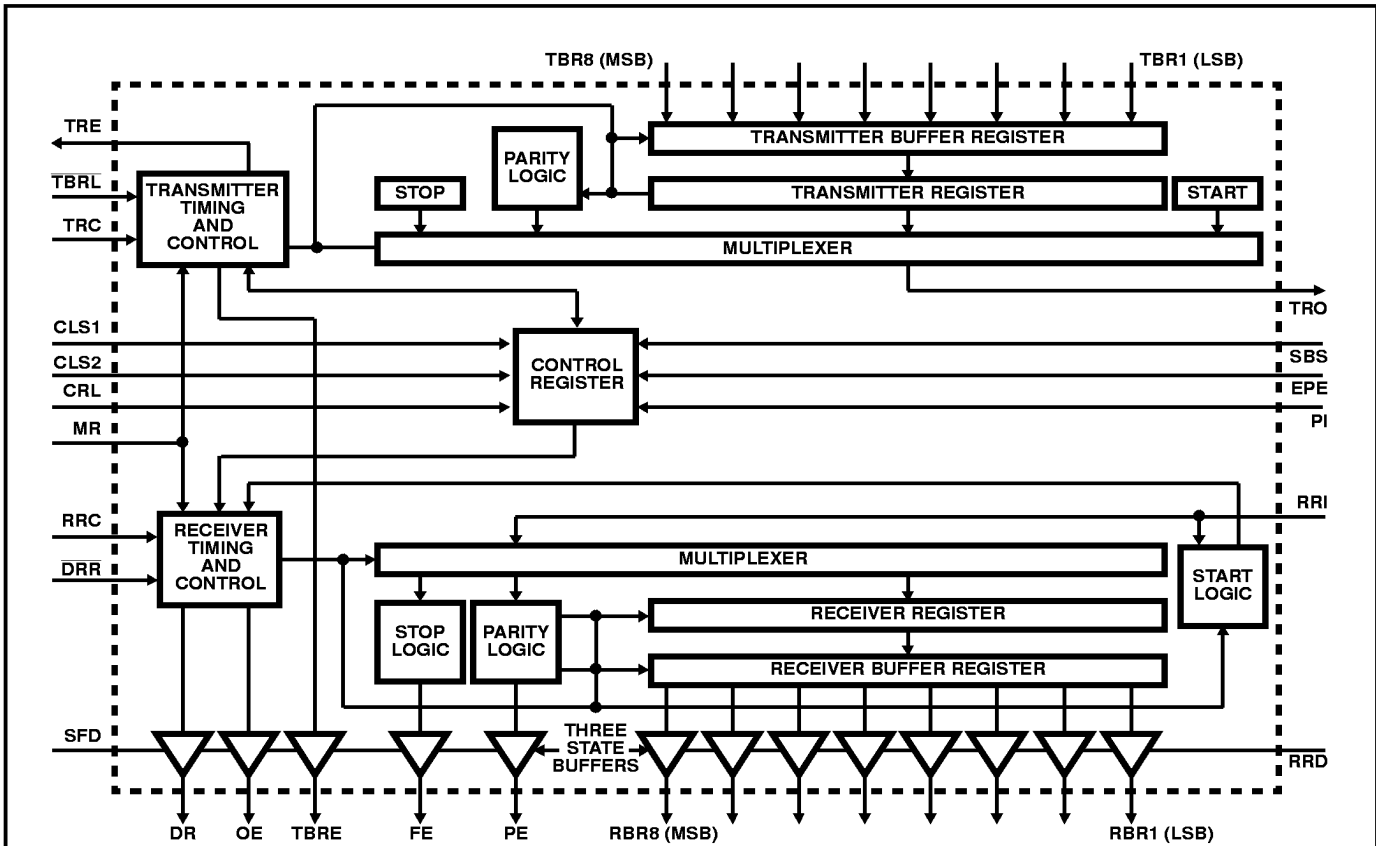 TBR8 (MSB)
TBR1 (LSB)
TRE
TRANSMITTER BUFFER REGISTER
PARITY
LOGIC
TBRL
TRANSMITTER
TIMING
AND
CONTROL
STOP
TRANSMITTER REGISTER
START
TRC
MULTIPLEXER
TRO
CLS1
CLS2
CRL
MR
CONTROL
REGISTER
SBS
EPE
PI
RRC
DRR
RECEIVER
TIMING
AND
CONTROL
RRI
MULTIPLEXER
START
LOGIC
STOP
LOGIC
PARITY
LOGIC
RECEIVER REGISTER
RECEIVER BUFFER REGISTER
SFD
THREE
STATE
BUFFERS
RRD
DR
OE
TBRE
FE
PE
RBR8 (MSB)
RBR1 (LSB)